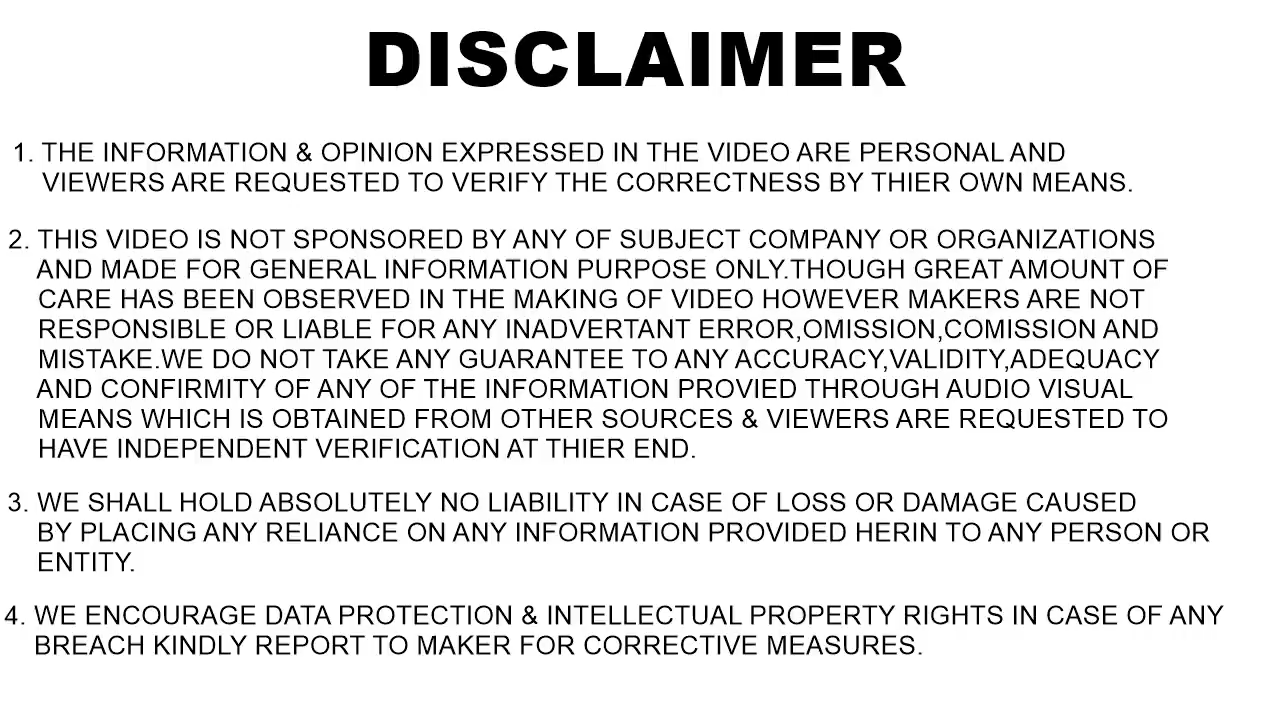 DISCLAIMER
1. THE INFORMATION & OPINION EXPRESSED IN THE VIDEO ARE PERSONAL AND
VIEWERS ARE REQUESTED TO VERIFY THE CORRECTNESS BY THIER OWN MEANS.
2. THIS VIDEO IS NOT SPONSORED BY ANY OF SUBJECT COMPANY OR ORGANIZATIONS
AND MADE FOR GENERAL INFORMATION PURPOSE ONLY.THOUGH GREAT AMOUNT OF
CARE HAS BEEN OBSERVED IN THE MAKING OF VIDEO HOWEVER MAKERS ARE NOT
RESPONSIBLE OR LIABLE FOR ANY INADVERTANT ERROR,OMISSION,COMISSION AND
MISTAKE.WE DO NOT TAKE ANY GUARANTEE TO ANY ACCURACY,VALIDITY,ADEQUACY
AND CONFIRMITY OF ANY OF THE INFORMATION PROVIED THROUGH AUDIO VISUAL
MEANS WHICH IS OBTAINED FROM OTHER SOURCES & VIEWERS ARE REQUESTED TO
HAVE INDEPENDENT VERIFICATION AT THIER END.
3. WE SHALL HOLD ABSOLUTELY NO LIABILITY IN CASE OF LOSS OR DAMAGE CAUSED
BY PLACING ANY RELIANCE ON ANY INFORMATION PROVIDED HERIN TO ANY PERSON OR
ENTITY.
4. WE ENCOURAGE DATA PROTECTION & INTELLECTUAL PROPERTY RIGHTS IN CASE OF ANY
BREACH KINDLY REPORT TO MAKER FOR CORRECTIVE MEASURES.